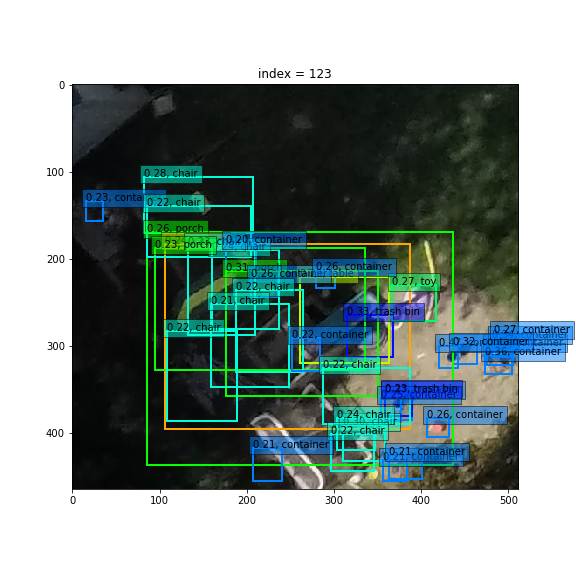 index = 123
0
100
0.28, chair
0.23, container
0.22, chair
0.26, porch
0.20, container
0.23, porch
200
0.31
0.26, container
0.26, container
table
0.27, toy
0.22, chair
0.21, chair
0.33, trash bin
0.22, chair
0.22, container
0.27, container
0.32, container
300
0.36, container
0.22, chair
0.23, trash bin
0.24, chair
0.26, container
400
0.22, chair
0.21, container
0.21, container
0.21, container
0 100 200 300 400 500